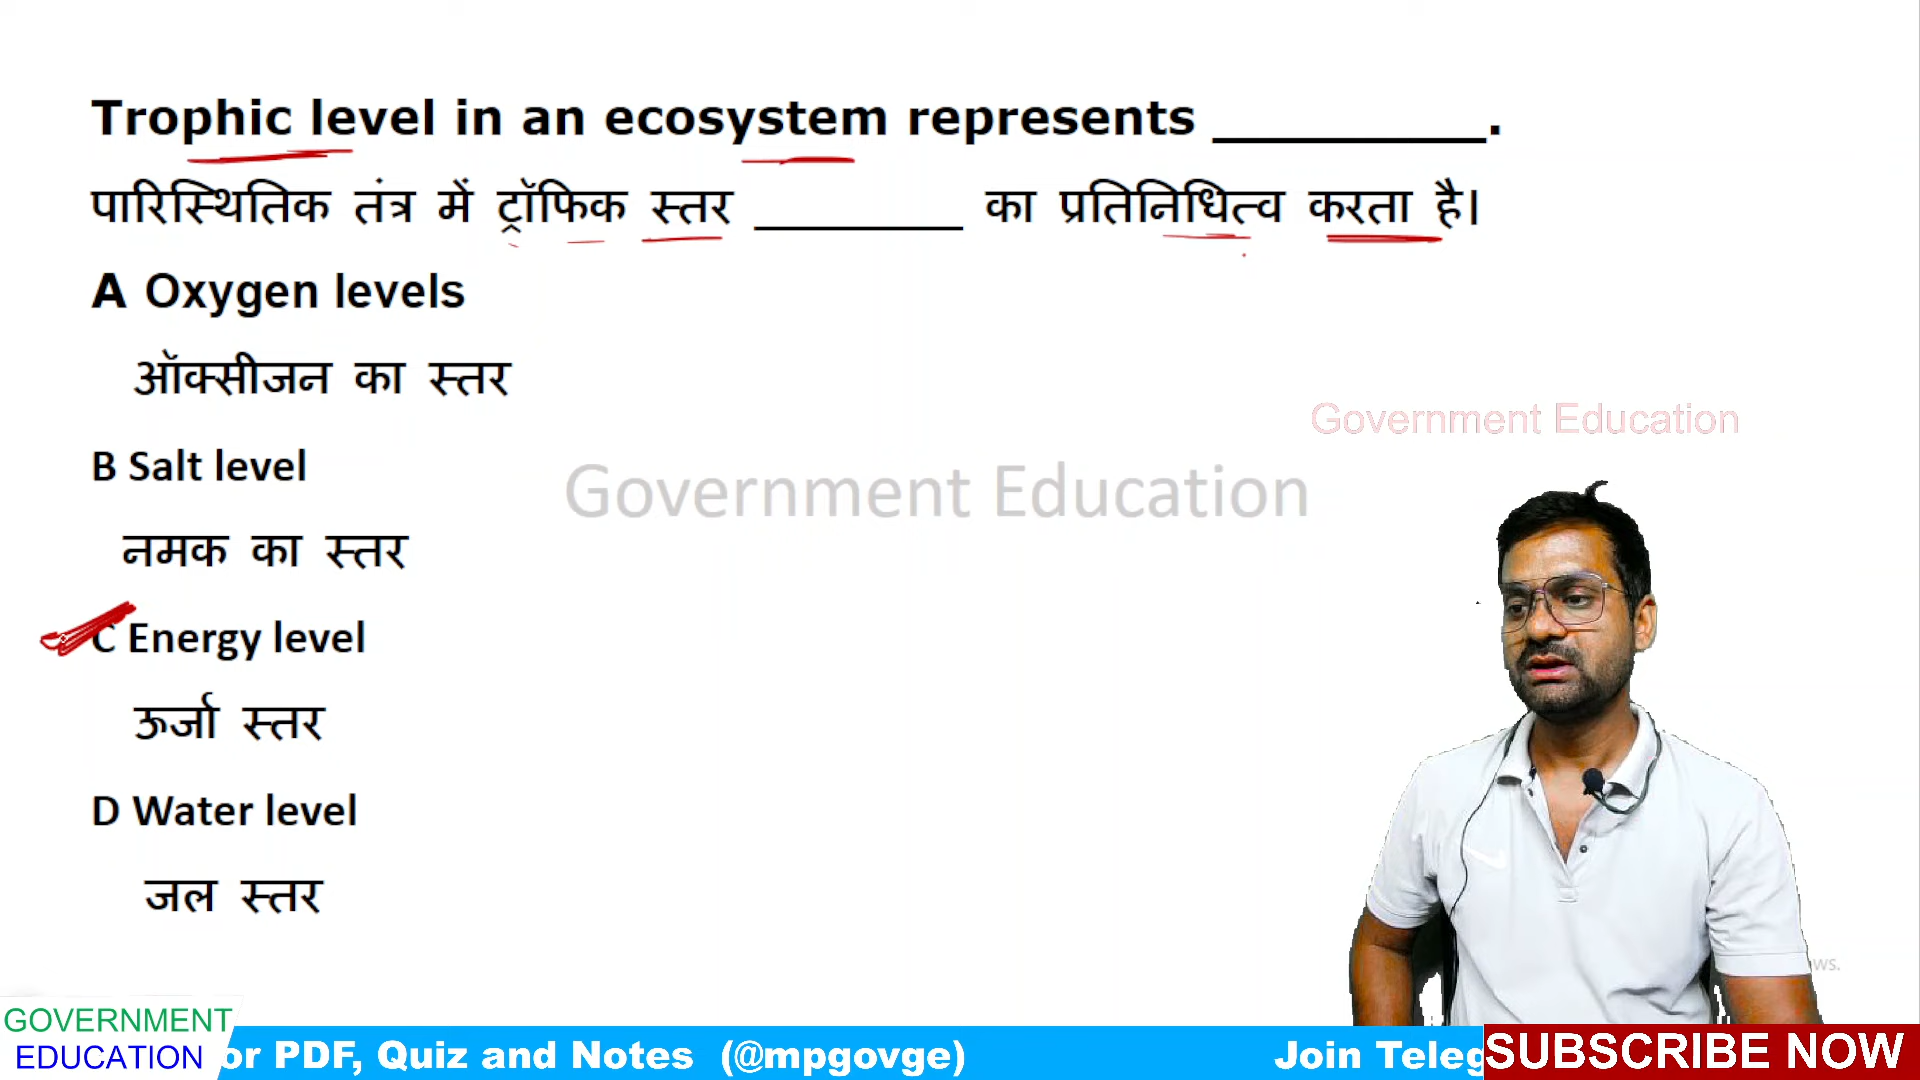 Trophic level in an ecosystem represents __________.
पारिस्थितिक तंत्र में ट्रॉफिक स्तर ________ का प्रतिनिधित्व करता है।
A Oxygen levels
ऑक्सीजन का स्तर
B Salt level
नमक का स्तर
C Energy level
ऊर्जा स्तर
D Water level
जल स्तर
Government Education
Government Education
GOVERNMENT
EDUCATION
or PDF, Quiz and Notes (@mpgovge)
Join Teleg
SUBSCRIBE NOW